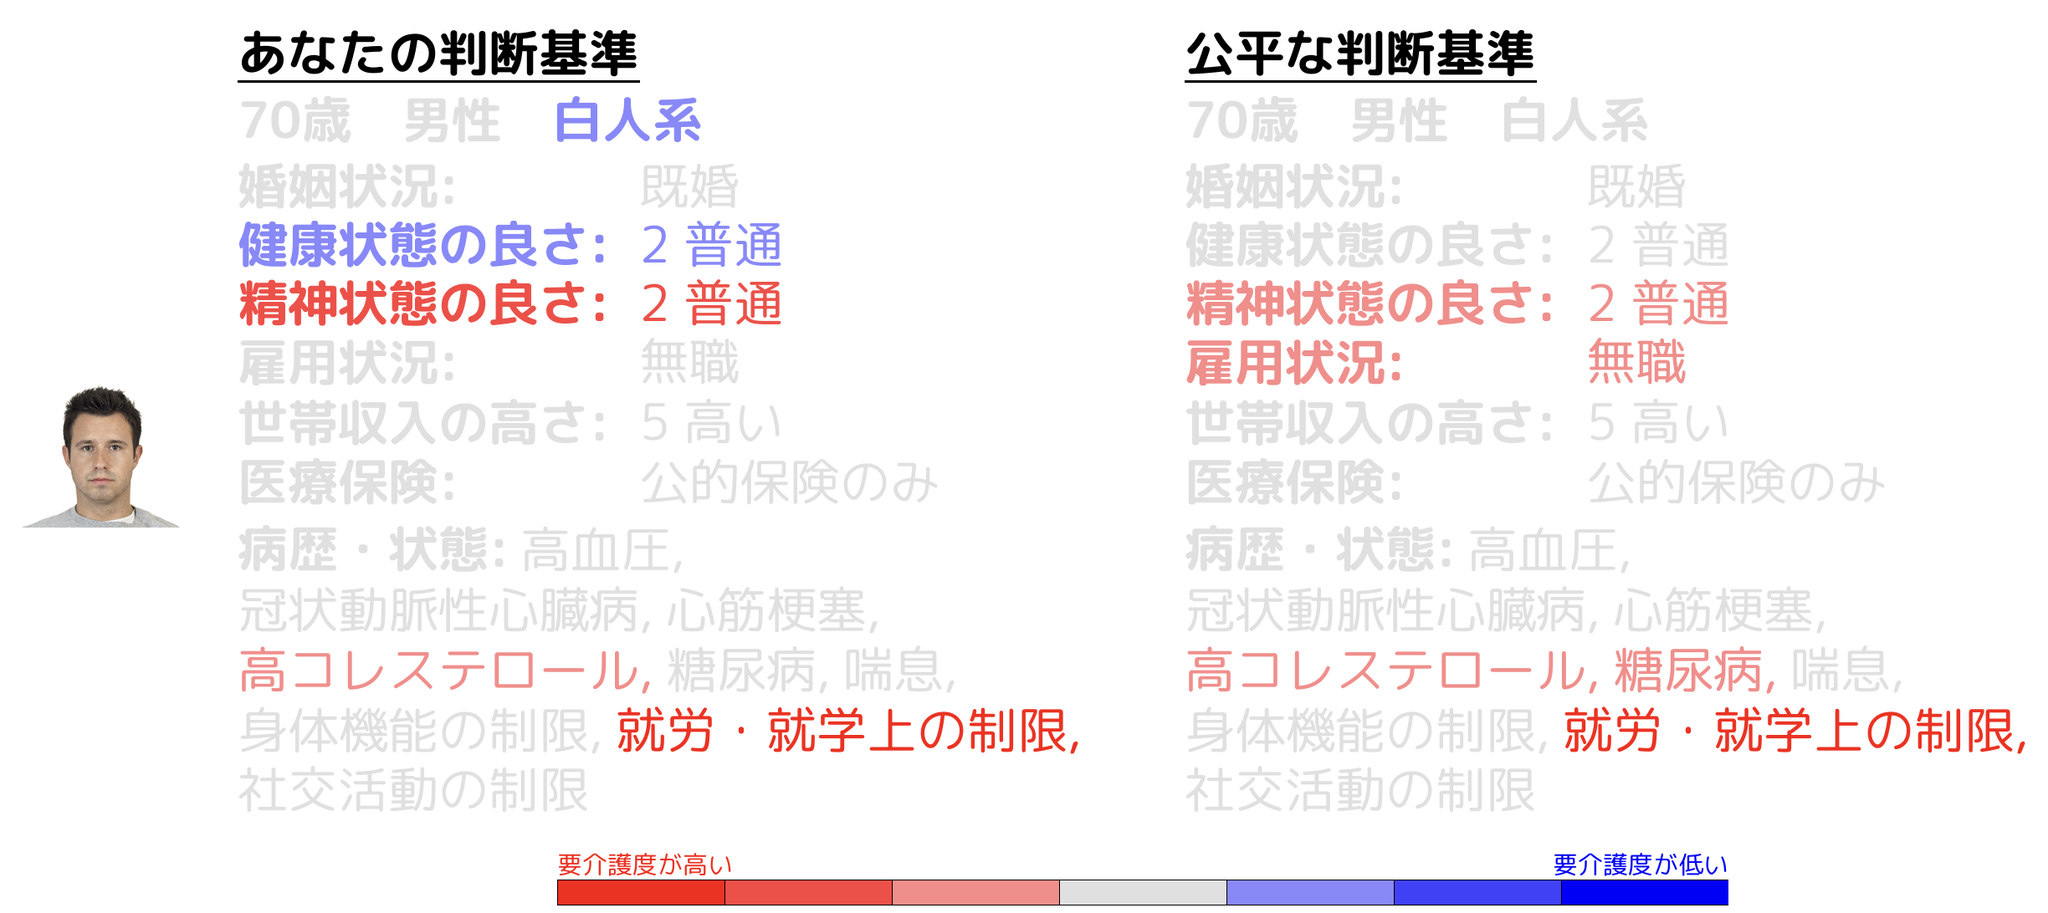 あなたの判断基準
70歳 男性 白人系
婚姻状況: 既婚
健康状態の良さ: 2 普通
精神状態の良さ: 2 普通
雇用状況: 無職
世帯収入の高さ: 5 高い
医療保険: 公的保険のみ
病歴・状態: 高血圧,
冠状動脈性心臓病, 心筋梗塞,
高コレステロール, 糖尿病, 喘息,
身体機能の制限, 就労・就学上の制限,
社交活動の制限
公平な判断基準
70歳 男性 白人系
婚姻状況: 既婚
健康状態の良さ: 2 普通
精神状態の良さ: 2 普通
雇用状況: 無職
世帯収入の高さ: 5 高い
医療保険: 公的保険のみ
病歴・状態: 高血圧,
冠状動脈性心臓病, 心筋梗塞,
高コレステロール, 糖尿病, 喘息,
身体機能の制限, 就労・就学上の制限,
社交活動の制限
要介護度が高い 要介護度が低い